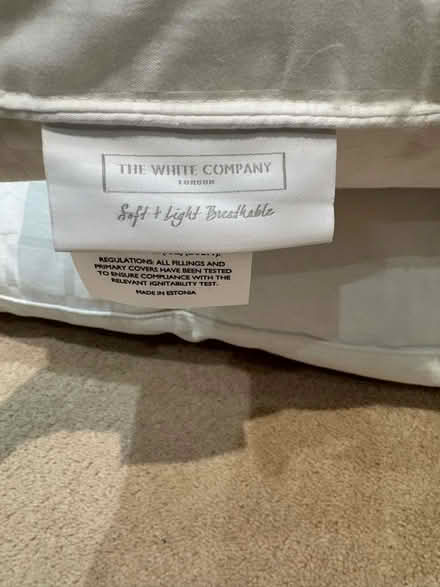 THE WHITE COMPANY
LONDON
Soft + Light Breathable
REGULATIONS: ALL FILLINGS AND
PRIMARY COVERS HAVE BEEN TESTED
TO ENSURE COMPLIANCE WITH THE
RELEVANT IGNITABILITY TEST.
MADE IN ESTONIA